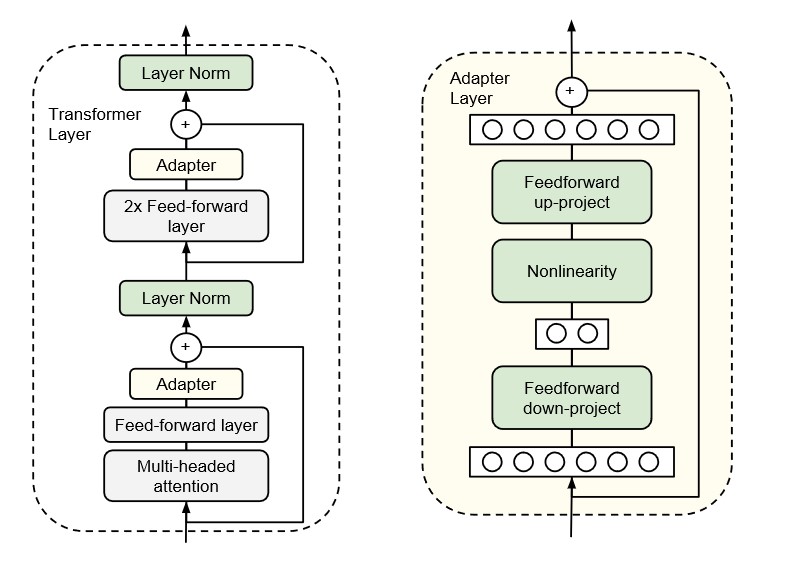 Layer Norm
Transformer
Layer
+
Adapter
2x Feed-forward
layer
Layer Norm
+
Adapter
Feed-forward layer
Multi-headed
attention
Adapter
Layer
+
Feedforward
up-project
Nonlinearity
Feedforward
down-project